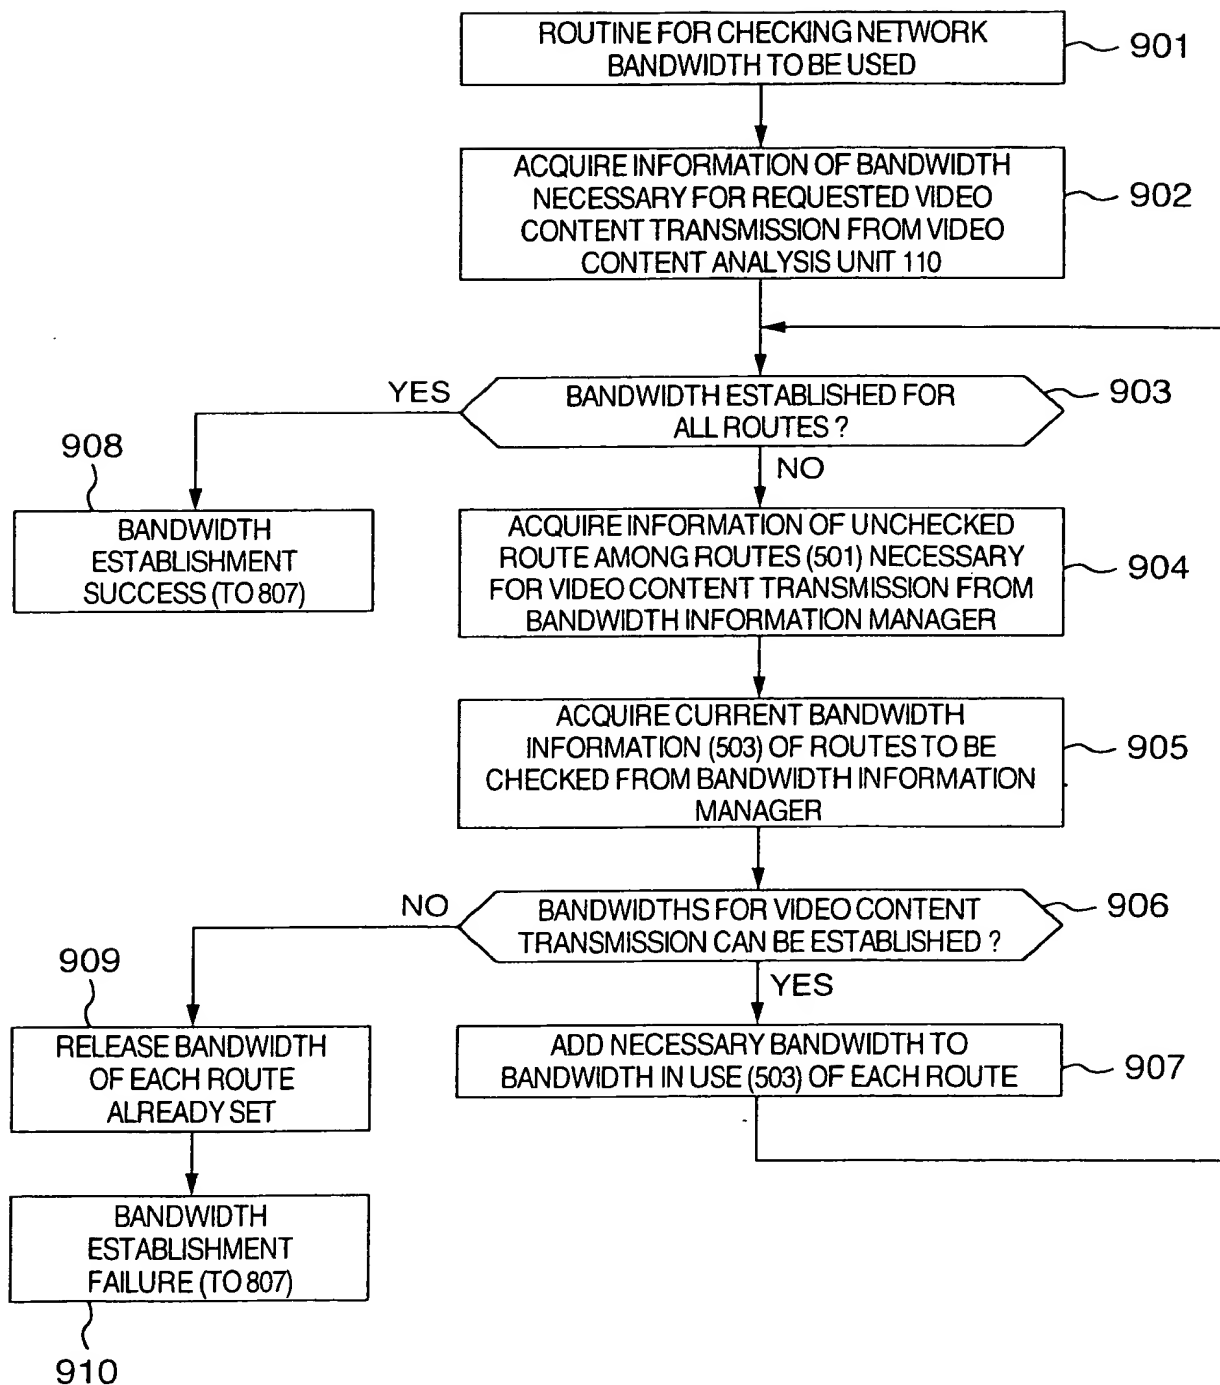 ROUTINE FOR CHECKING NETWORK
BANDWIDTH TO BE USED
901
ACQUIRE INFORMATION OF BANDWIDTH
NECESSARY FOR REQUESTED VIDEO
CONTENT TRANSMISSION FROM VIDEO
CONTENT ANALYSIS UNIT 110
902
YES
BANDWIDTH ESTABLISHED FOR
ALL ROUTES ?
903
908
NO
BANDWIDTH
ESTABLISHMENT
SUCCESS (TO 807)
ACQUIRE INFORMATION OF UNCHECKED
ROUTE AMONG ROUTES (501) NECESSARY
FOR VIDEO CONTENT TRANSMISSION FROM
BANDWIDTH INFORMATION MANAGER
904
ACQUIRE CURRENT BANDWIDTH
INFORMATION (503) OF ROUTES TO BE
CHECKED FROM BANDWIDTH INFORMATION
MANAGER
905
NO
BANDWIDTHS FOR VIDEO CONTENT
TRANSMISSION CAN BE ESTABLISHED ?
906
909
YES
RELEASE BANDWIDTH
OF EACH ROUTE
ALREADY SET
ADD NECESSARY BANDWIDTH TO
BANDWIDTH IN USE (503) OF EACH ROUTE
907
BANDWIDTH
ESTABLISHMENT
FAILURE (TO 807)
910